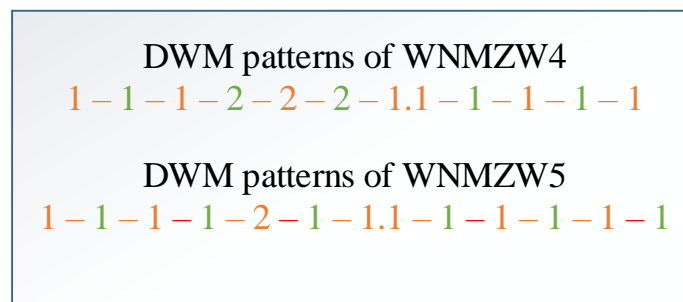 DWM patterns of WNMZW4
1 – 1 – 1 – 2 – 2 – 2 – 1.1 – 1 – 1 – 1 – 1
DWM patterns of WNMZW5
1 – 1 – 1 – 1 – 2 – 1 – 1.1 – 1 – 1 – 1 – 1 – 1